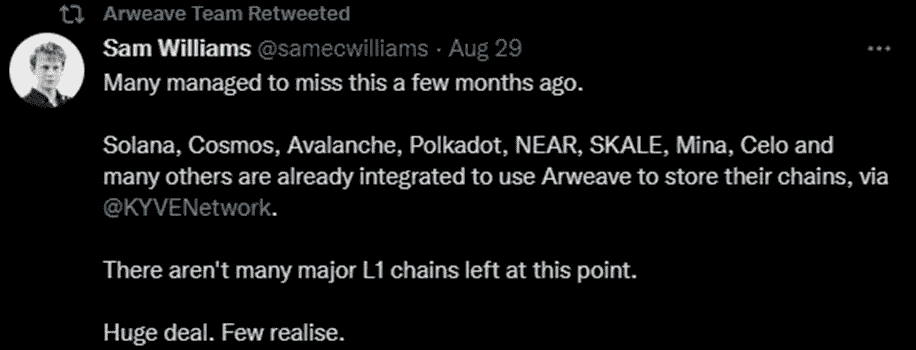 Arweave Team Retweeted
Sam Williams @samecwilliams · Aug 29
Many managed to miss this a few months ago.
Solana, Cosmos, Avalanche, Polkadot, NEAR, SKALE, Mina, Celo and
many others are already integrated to use Arweave to store their chains, via
@KYVENetwork.
There aren't many major L1 chains left at this point.
Huge deal. Few realise.